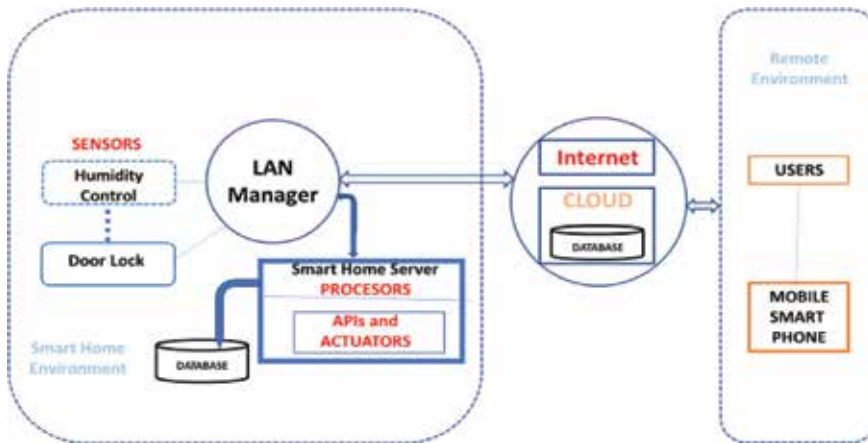 SENSORS
Humidity
Control
Door Lock
LAN
Manager
Smart Home Server
PROCESORS
APIs and
ACTUATORS
DATABASE
Smart Home
Environment
Internet
CLOUD
DATABASE
Remote
Environment
USERS
MOBILE
SMART
PHONE